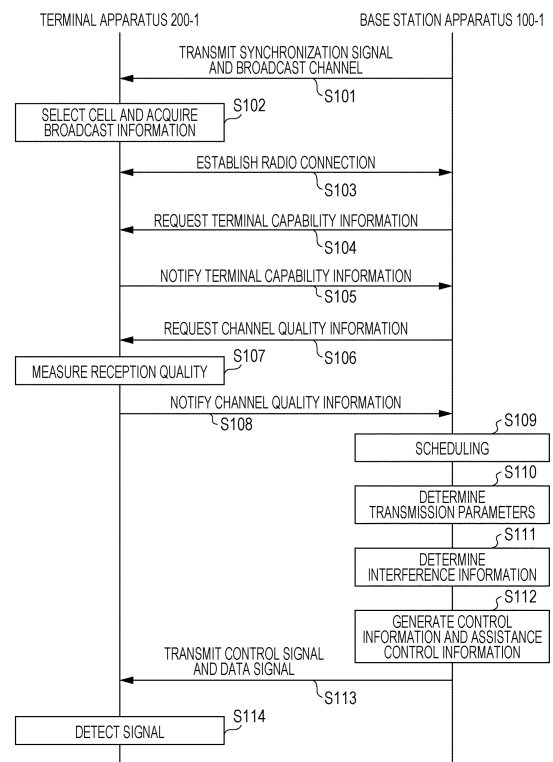 TERMINAL APPARATUS 200-1
BASE STATION APPARATUS 100-1
TRANSMIT SYNCHRONIZATION SIGNAL
AND BROADCAST CHANNEL
S101
S102
SELECT CELL AND ACQUIRE
BROADCAST INFORMATION
ESTABLISH RADIO CONNECTION
S103
REQUEST TERMINAL CAPABILITY INFORMATION
S104
NOTIFY TERMINAL CAPABILITY INFORMATION
S105
REQUEST CHANNEL QUALITY INFORMATION
S106
S107
MEASURE RECEPTION QUALITY
NOTIFY CHANNEL QUALITY INFORMATION
S108
S109
SCHEDULING
S110
DETERMINE
TRANSMISSION PARAMETERS
S111
DETERMINE
INTERFERENCE INFORMATION
S112
GENERATE CONTROL
INFORMATION AND ASSISTANCE
CONTROL INFORMATION
TRANSMIT CONTROL SIGNAL
AND DATA SIGNAL
S113
S114
DETECT SIGNAL